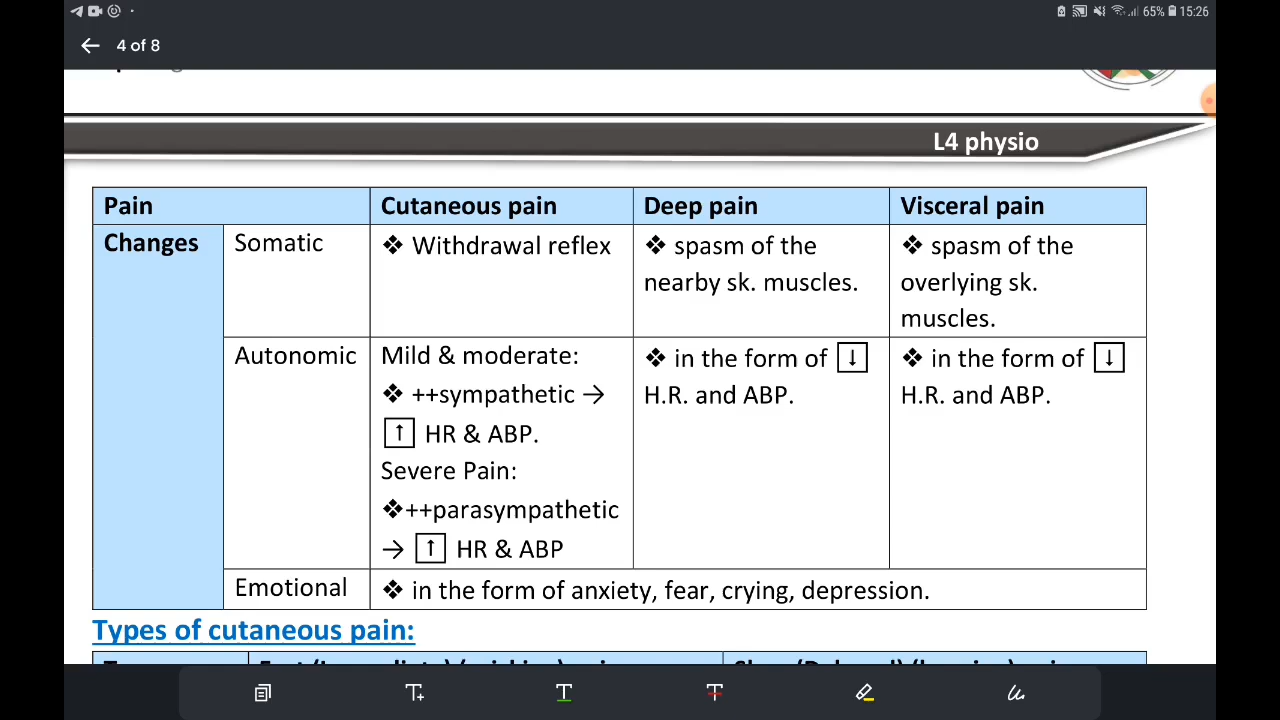 65% 15:26
4 of 8
L4 physio
Pain Cutaneous pain Deep pain Visceral pain
Changes Somatic ❖ Withdrawal reflex ❖ spasm of the ❖ spasm of the
nearby sk. muscles. overlying sk.
muscles.
Autonomic Mild & moderate: ❖ in the form of ↓ ❖ in the form of ↓
❖ ++sympathetic → H.R. and ABP. H.R. and ABP.
↑ HR & ABP.
Severe Pain:
❖++parasympathetic
→ ↑ HR & ABP
Emotional ❖ in the form of anxiety, fear, crying, depression.
Types of cutaneous pain: